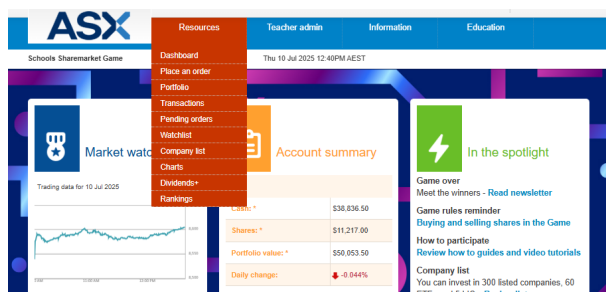 ASX
Resources
Teacher admin
Information
Education
Schools Sharemarket Game
Thu 10 Jul 2025 12:40PM AEST
Dashboard
Place an order
Portfolio
Transactions
Pending orders
Watchlist
Company list
Charts
Dividends+
Rankings
Market watc
Trading data for 10 Jul 2025
Account summary
Cash: *
$38,836.50
Shares: *
$11,217.00
Portfolio value: *
$50,053.50
Daily change:
-0.044%
In the spotlight
Game over
Meet the winners - Read newsletter
Game rules reminder
Buying and selling shares in the Game
How to participate
Review how to guides and video tutorials
Company list
You can invest in 300 listed companies, 60